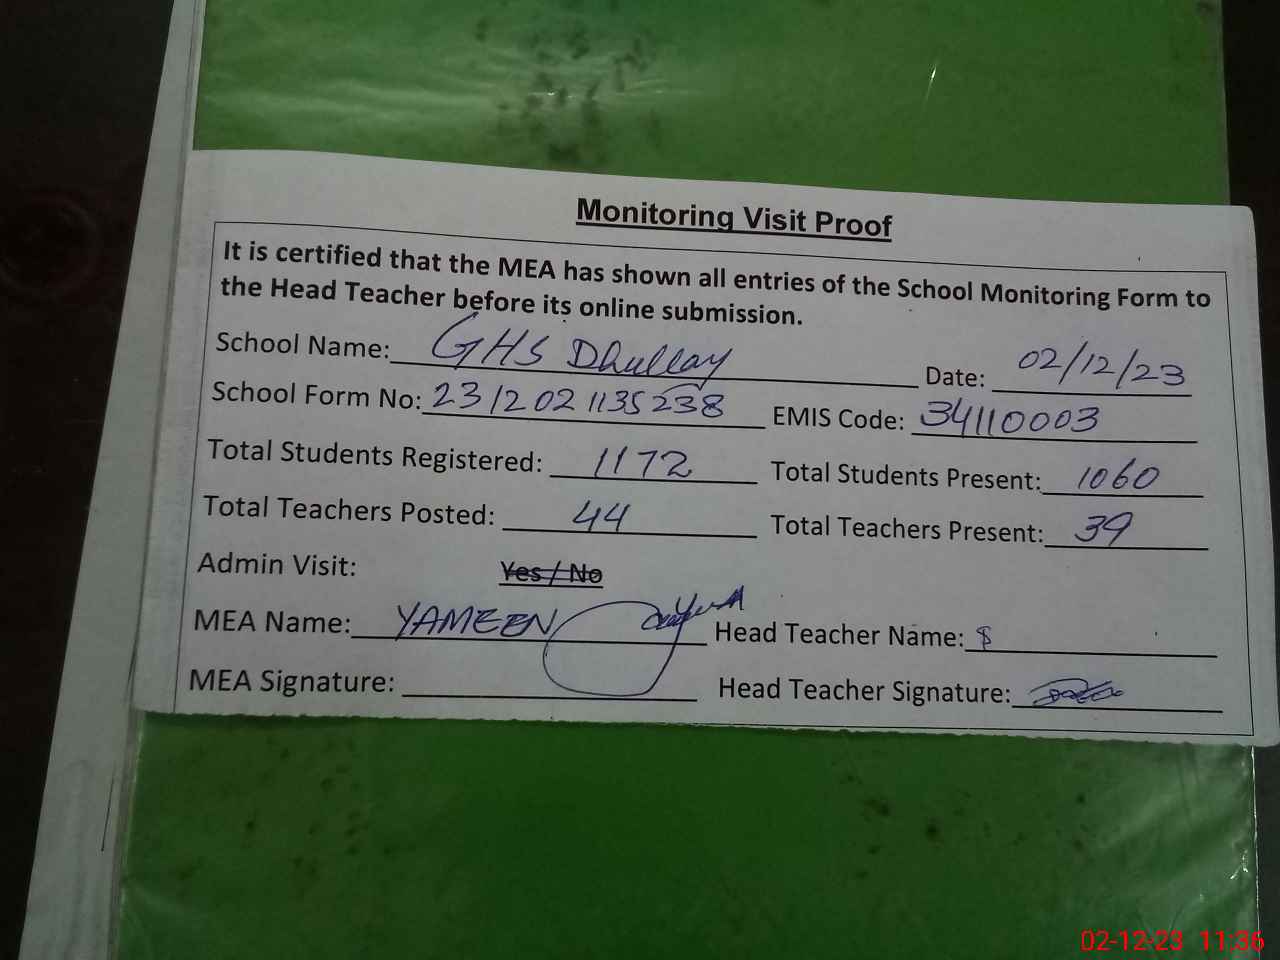 Monitoring Visit Proof
It is certified that the MEA has shown all entries of the School Monitoring Form to
the Head Teacher before its online submission.
School Name: GHS Dhullay Date: 02/12/23
School Form No: 2312021135238 EMIS Code: 34110003
Total Students Registered: 1172 Total Students Present: 1060
Total Teachers Posted: 44 Total Teachers Present: 39
Admin Visit: Yes / No
MEA Name: YAMEEN Head Teacher Name:
MEA Signature: Head Teacher Signature:
02-12-23 11:36